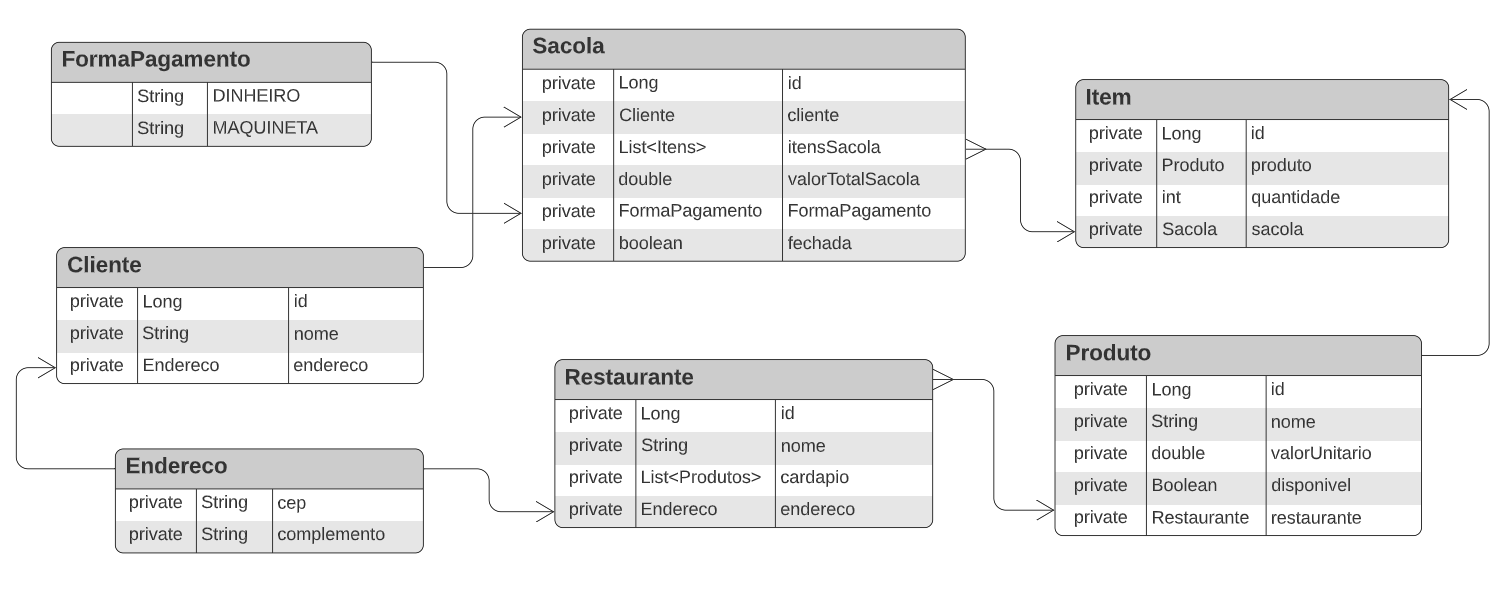 FormaPagamento
String DINHEIRO
String MAQUINETA
Sacola
private Long id
private Cliente cliente
private List<Itens> itensSacola
private double valorTotalSacola
private FormaPagamento FormaPagamento
private boolean fechada
Item
private Long id
private Produto produto
private int quantidade
private Sacola sacola
Cliente
private Long id
private String nome
private Endereco endereco
Restaurante
private Long id
private String nome
private List<Produtos> cardapio
private Endereco endereco
Produto
private Long id
private String nome
private double valorUnitario
private Boolean disponivel
private Restaurante restaurante
Endereco
private String cep
private String complemento